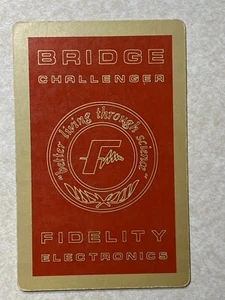 BRIDGE
CHALLENGER
"better living through science"
F
FIDELITY
ELECTRONICS